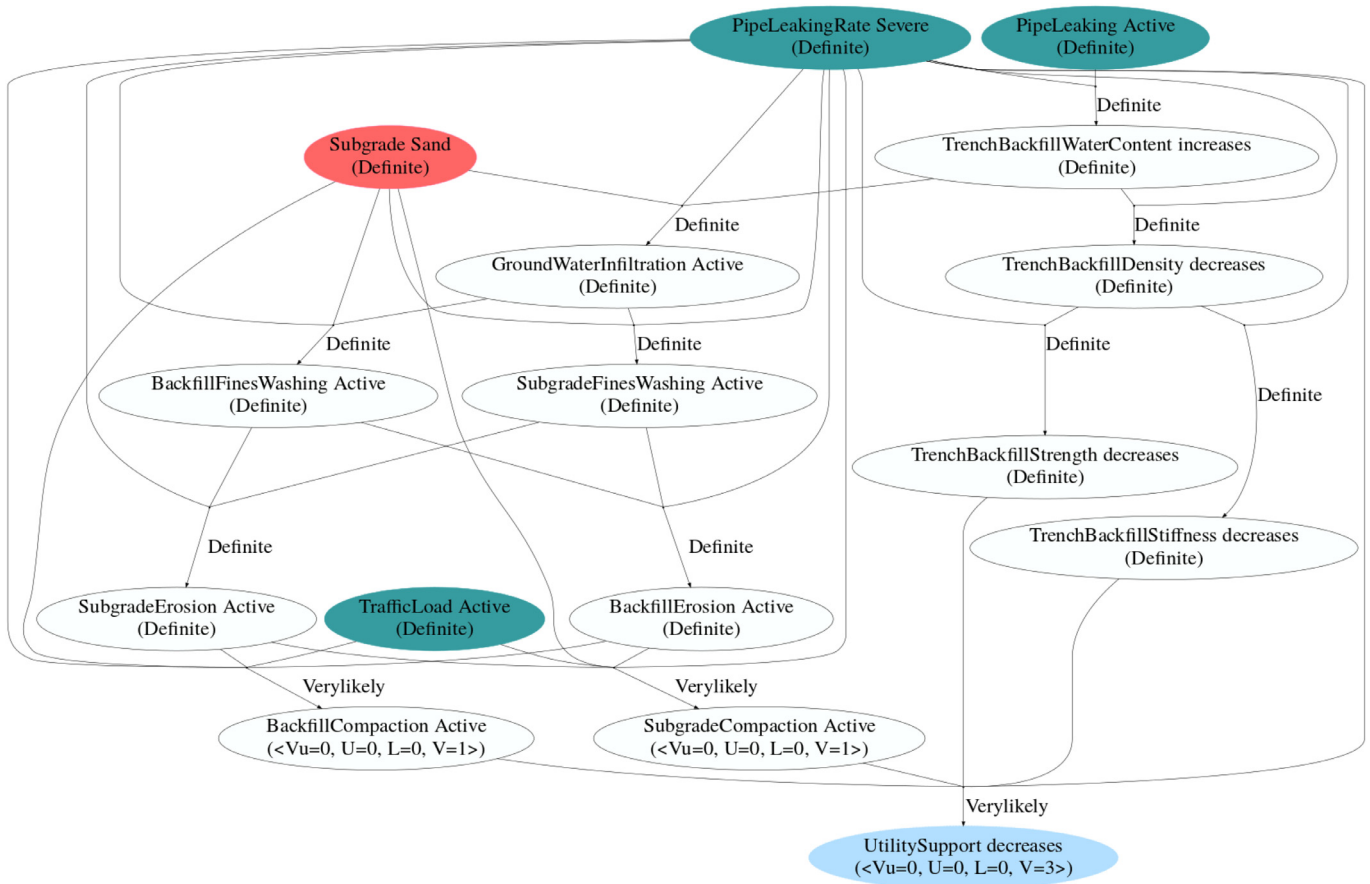 PipeLeakingRate Severe
(Definite)
PipeLeaking Active
(Definite)
Definite
Subgrade Sand
(Definite)
TrenchBackfillWaterContent increases
(Definite)
Definite
Definite
GroundWaterInfiltration Active
(Definite)
TrenchBackfillDensity decreases
(Definite)
Definite
Definite
Definite
BackfillFinesWashing Active
(Definite)
SubgradeFinesWashing Active
(Definite)
Definite
TrenchBackfillStrength decreases
(Definite)
Definite
Definite
TrenchBackfillStiffness decreases
(Definite)
SubgradeErosion Active
(Definite)
TrafficLoad Active
(Definite)
BackfillErosion Active
(Definite)
Verylikely
Verylikely
BackfillCompaction Active
(<Vu=0, U=0, L=0, V=1>)
SubgradeCompaction Active
(<Vu=0, U=0, L=0, V=1>)
Verylikely
UtilitySupport decreases
(<Vu=0, U=0, L=0, V=3>)